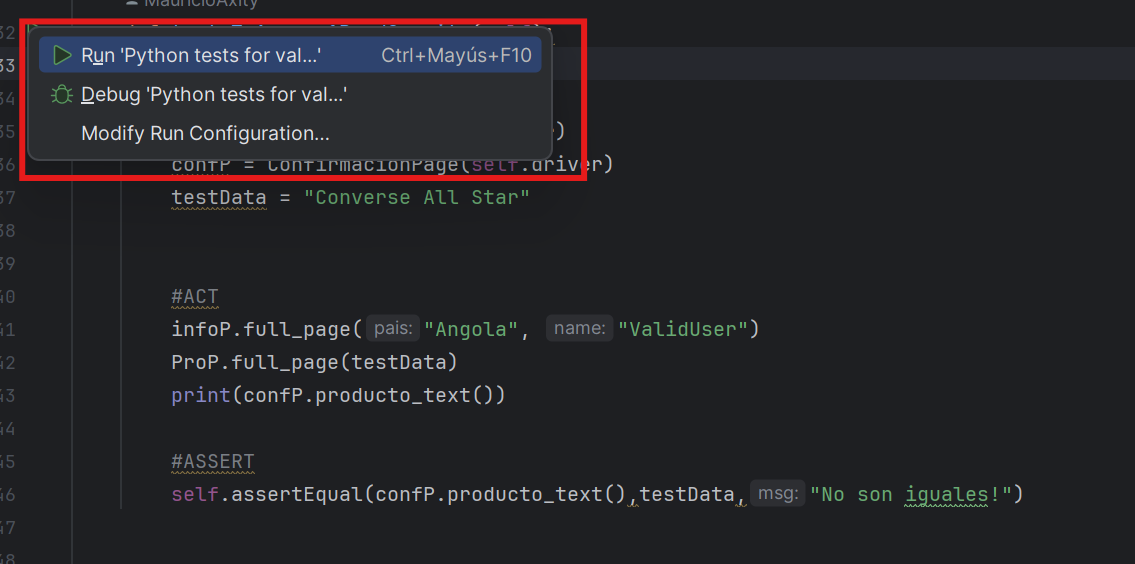 MauricioAxity
32
Run 'Python tests for val...' Ctrl+Mayús+F10
33
Debug 'Python tests for val...'
34
Modify Run Configuration...
35 )
36 confP = ConfirmacionPage(self.driver)
37 testData = "Converse All Star"
38
39
40 #ACT
41 infoP.full_page( pais: "Angola", name: "ValidUser")
42 ProP.full_page(testData)
43 print(confP.producto_text())
44
45 #ASSERT
46 self.assertEqual(confP.producto_text(),testData, msg: "No son iguales!")
47
48